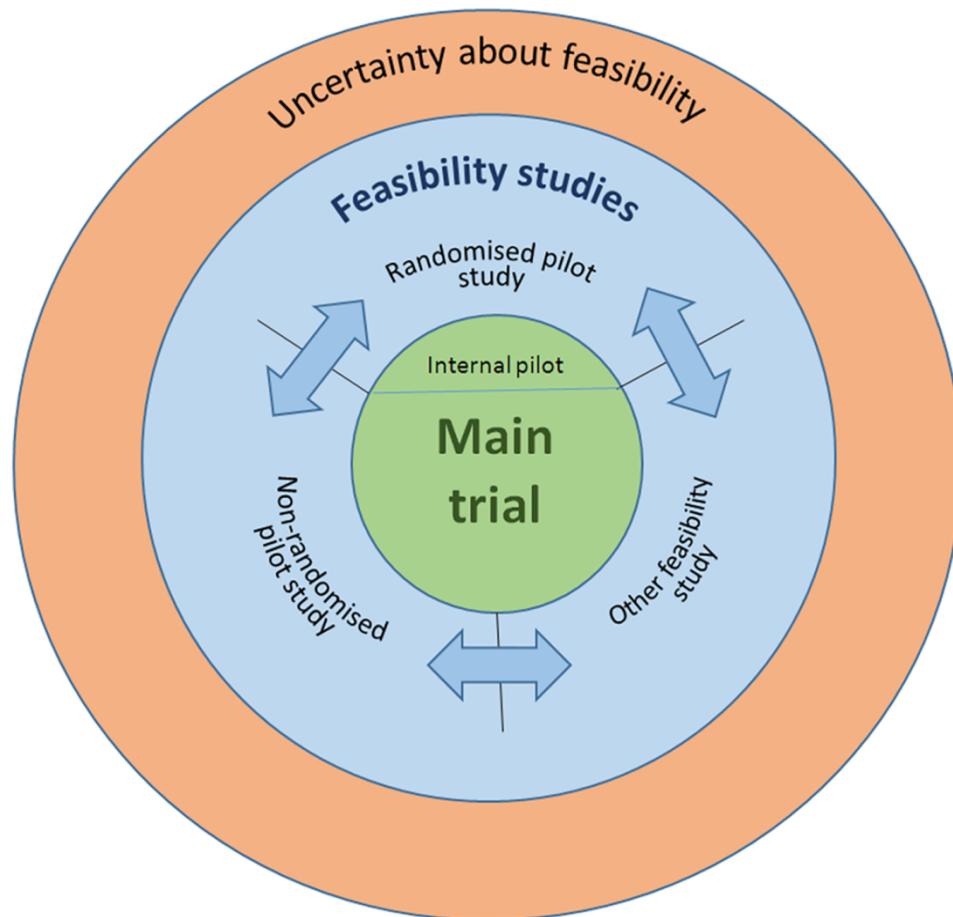 Uncertainty about feasibility
Feasibility studies
Randomised pilot
study
Internal pilot
Main
trial
Non-randomised
pilot study
Other feasibility
study